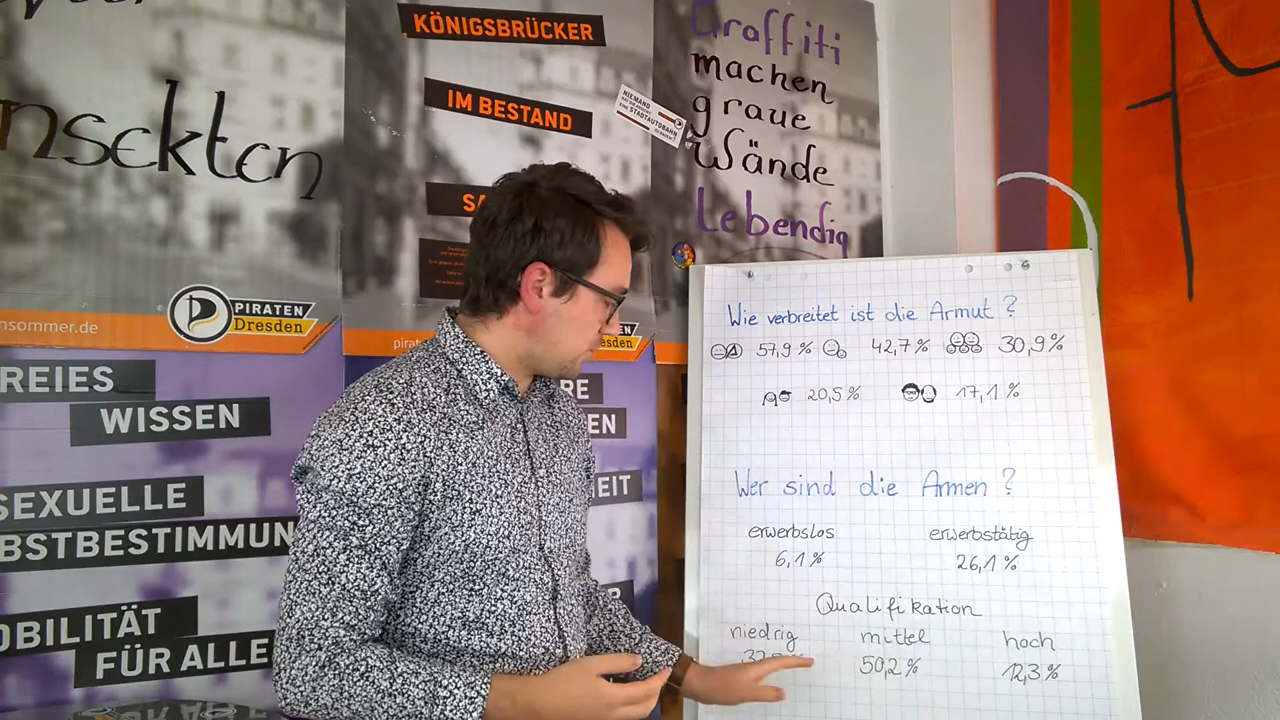 nsekten
nsommer.de
PIRATEN
Dresden
REIES
WISSEN
SEXUELLE
BSTBESTIMMUN
OBILITÄT
FÜR ALLE
KÖNIGSBRÜCKER
IM BESTAND
SA
NIEMAND
STADTAUTOBAHN
pirate
Graffiti
machen
graue
Wände
Lebendig
RE
EN
EIT
Wie verbreitet ist die Armut?
57,9% 42,7% 30,9%
20,5% 17,1%
Wer sind die Armen?
erwerbslos erwerbstätig
6,1% 26,1%
Qualifikation
niedrig mittel hoch
50,2% 12,3%